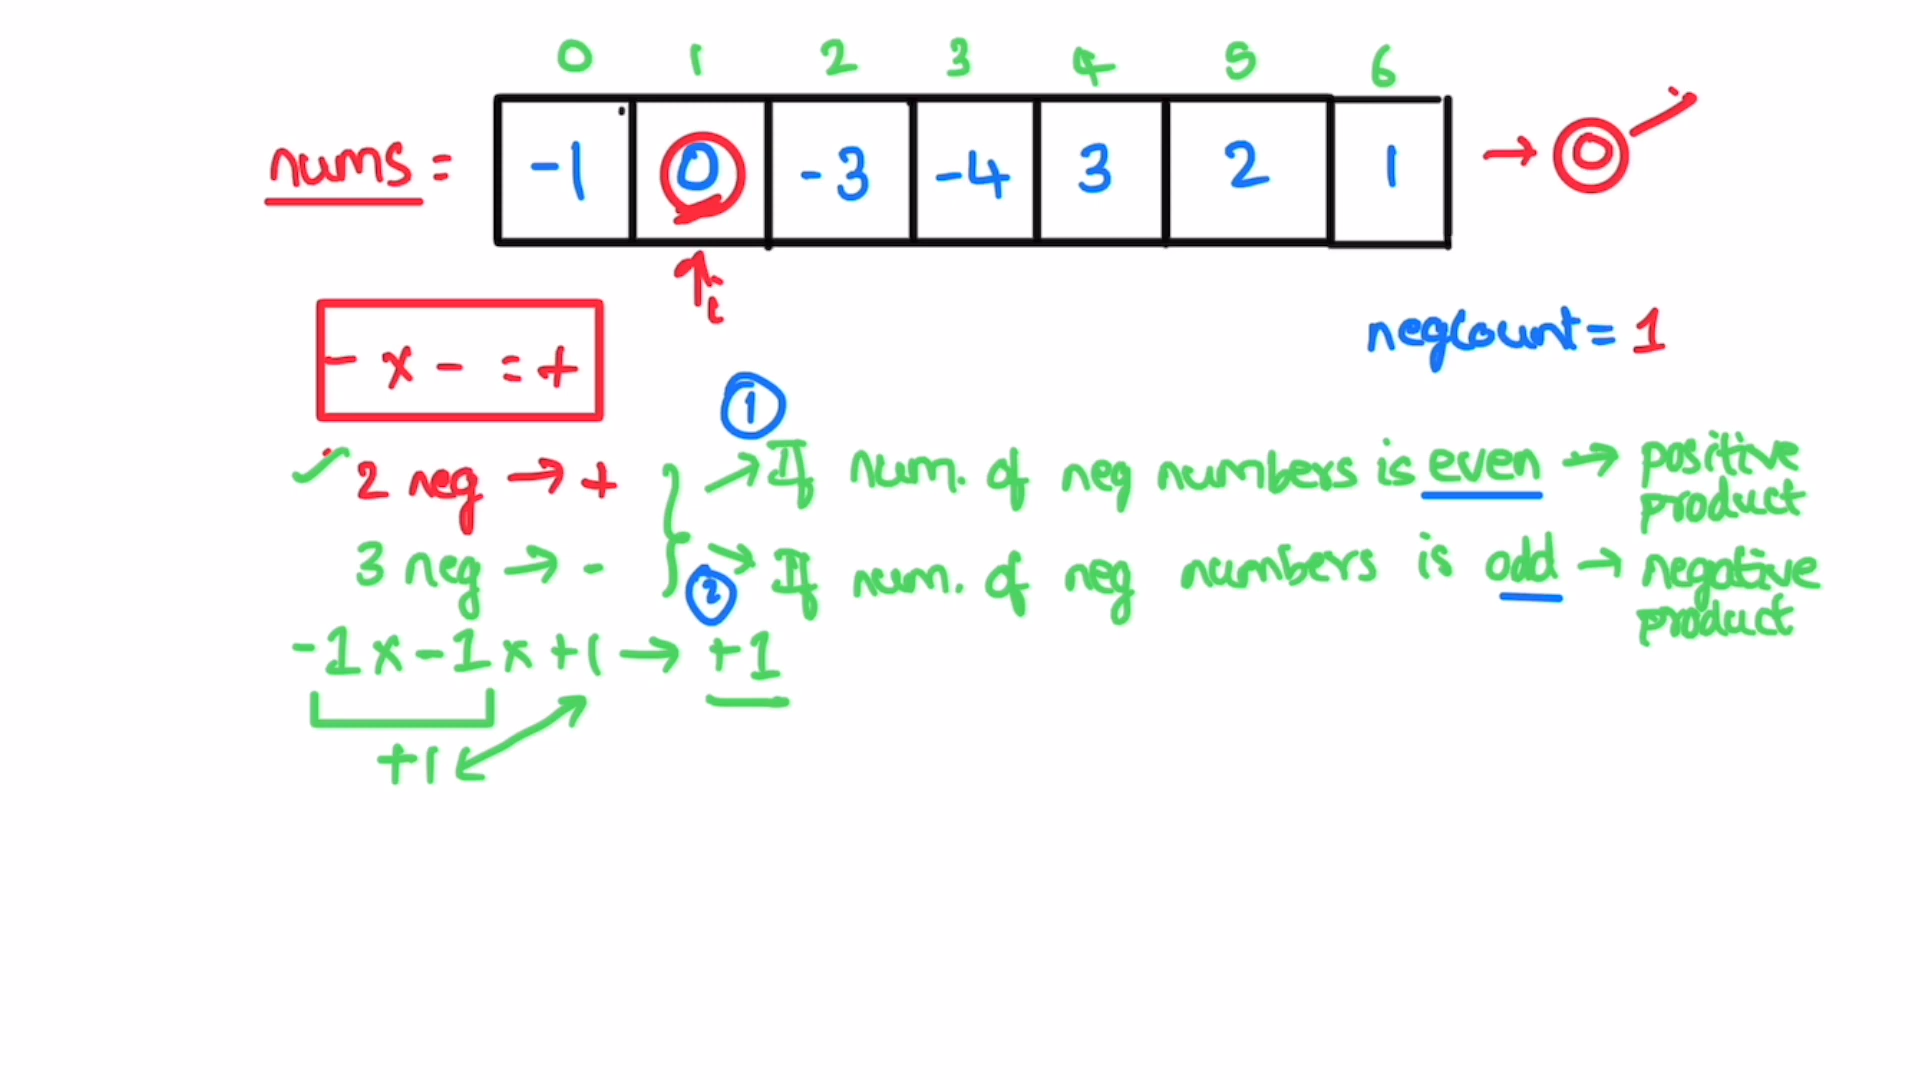 0 1 2 3 4 5 6
nums = -1 0 -3 -4 3 2 1 → 0
i
negCount = 1
- x - = +
1
2 neg → + → If num. of neg numbers is even → positive product
3 neg → - → If num. of neg numbers is odd → negative product
2
-1 x -1 x +1 → +1
+1